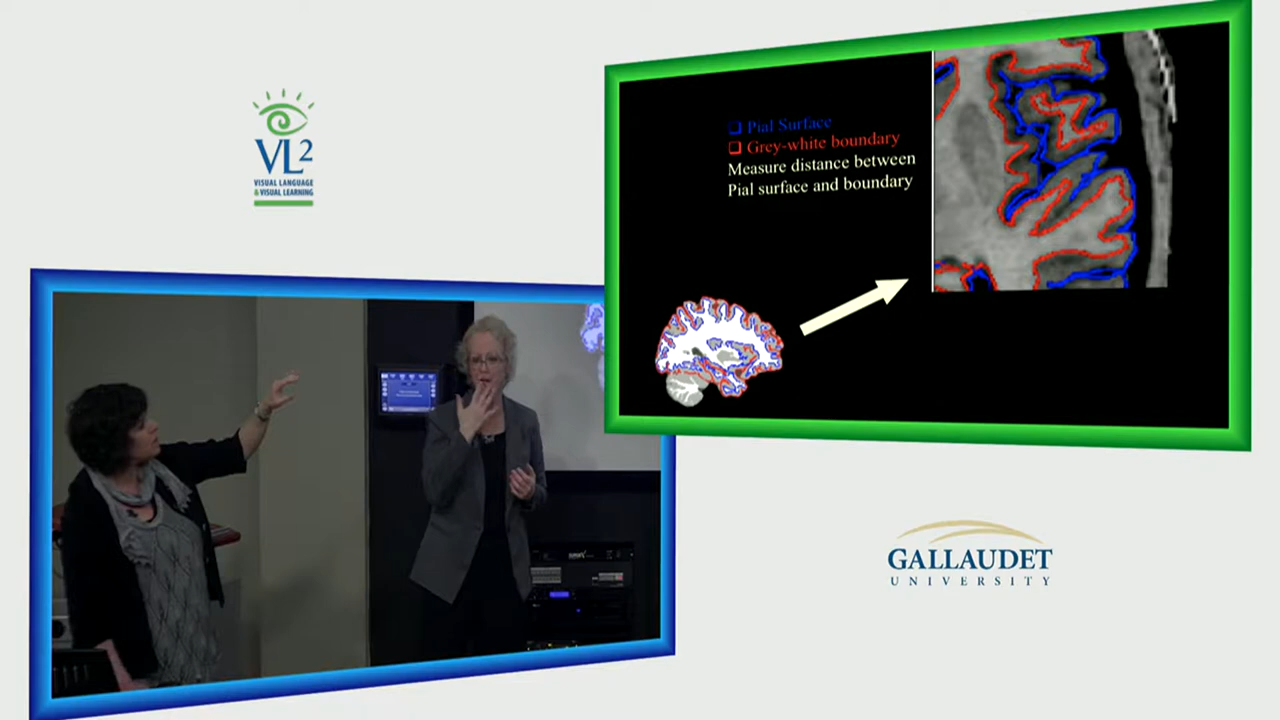 VL2
VISUAL LANGUAGE
& VISUAL LEARNING
Pial Surface
Grey-white boundary
Measure distance between
Pial surface and boundary
GALLAUDET
UNIVERSITY